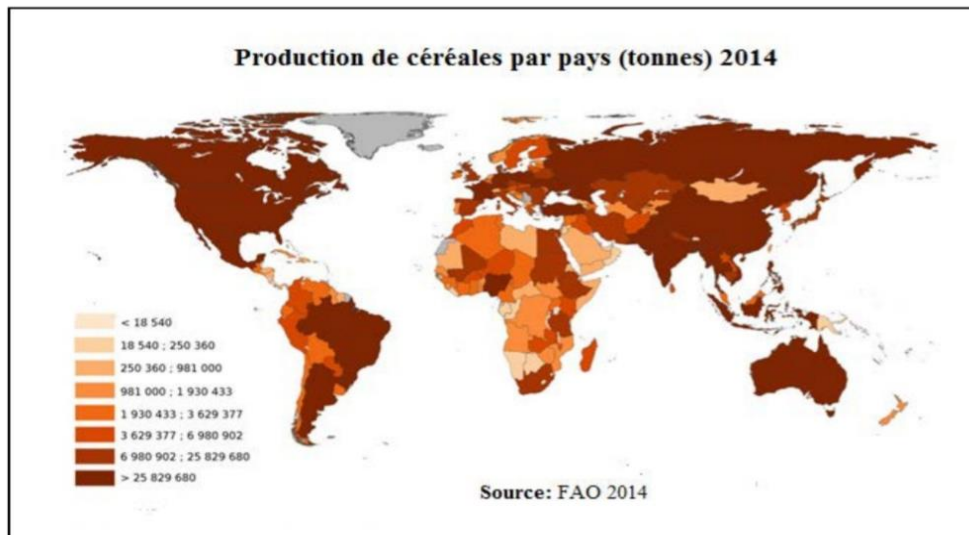 Production de céréales par pays (tonnes) 2014
< 18 540
18 540 ; 250 360
250 360 ; 981 000
981 000 ; 1 930 433
1 930 433 ; 3 629 377
3 629 377 ; 6 980 902
6 980 902 ; 25 829 680
> 25 829 680
Source: FAO 2014